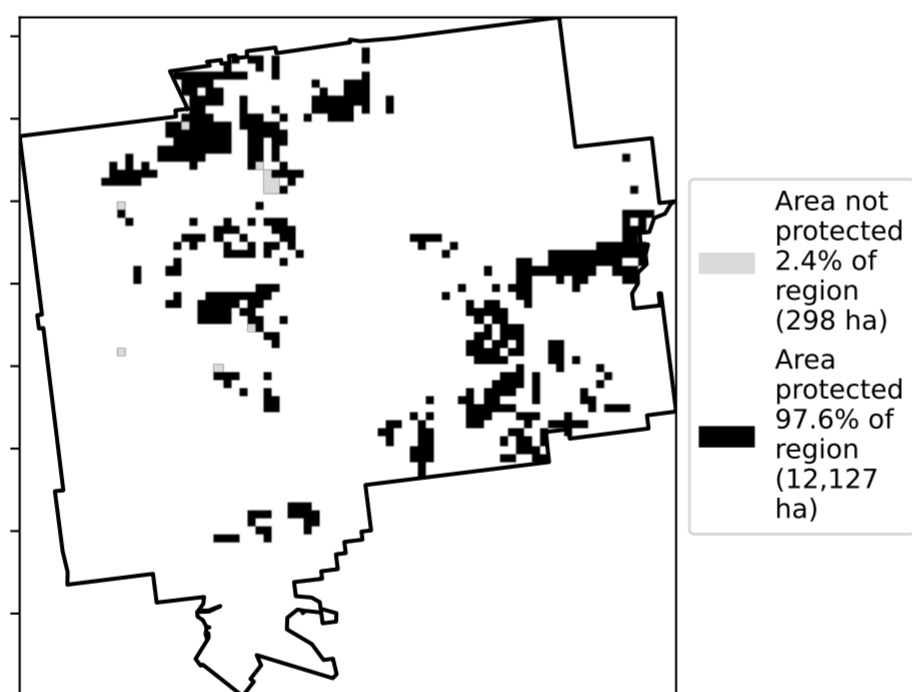 Area not
protected
2.4% of
region
(298 ha)
Area
protected
97.6% of
region
(12,127
ha)